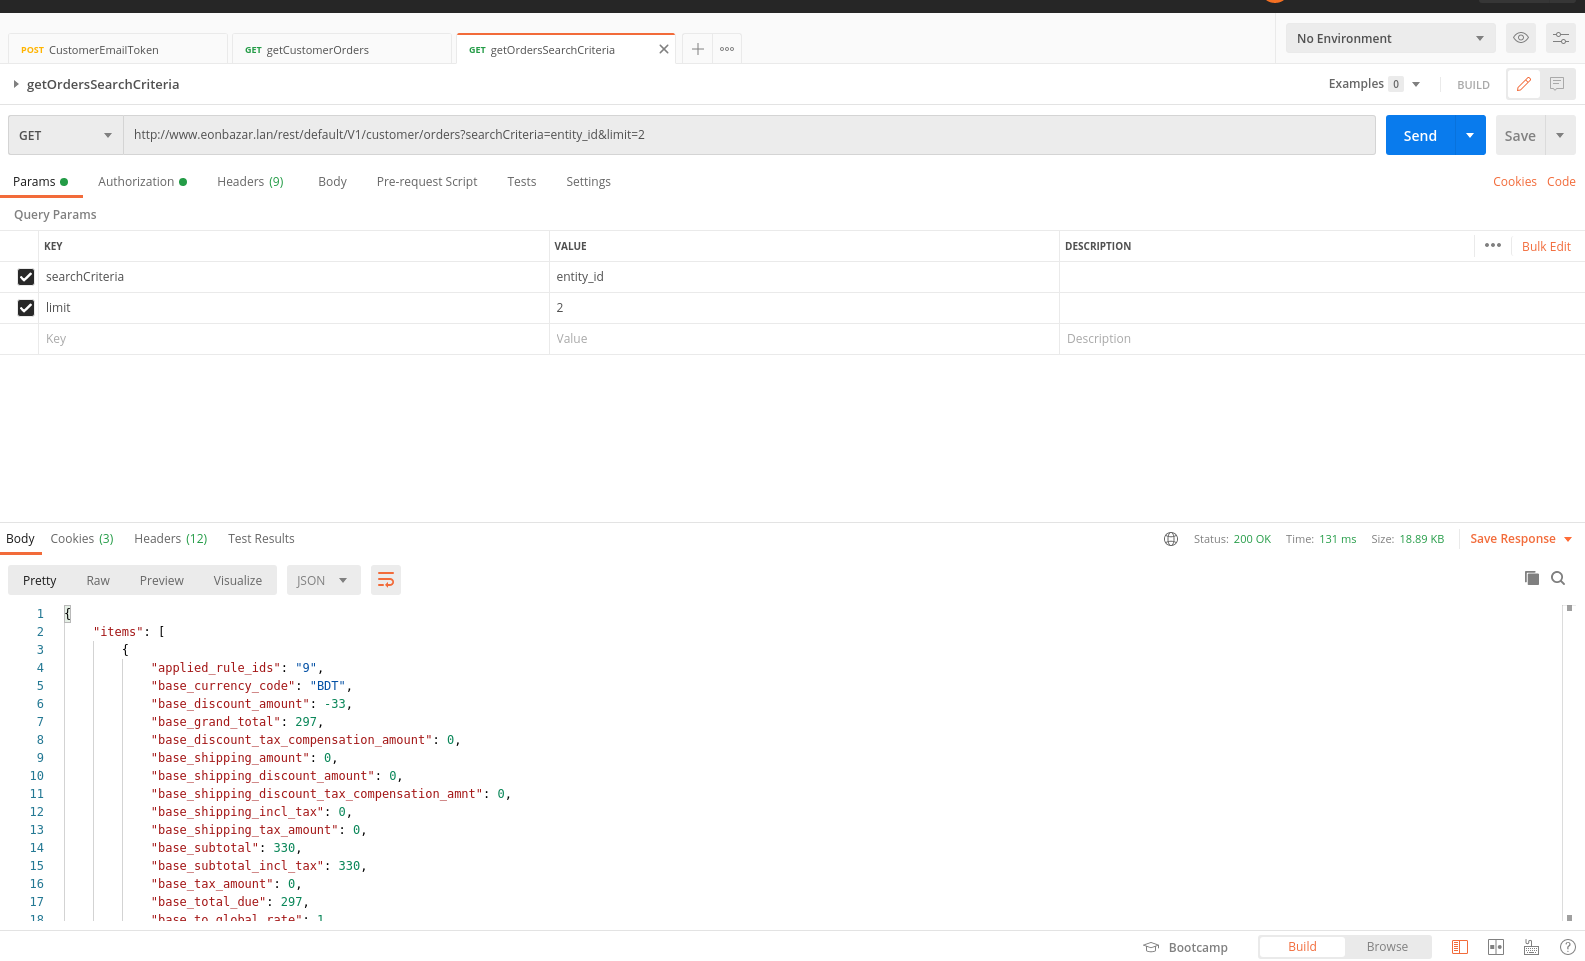 POST CustomerEmailToken
GET getCustomerOrders
GET getOrdersSearchCriteria
No Environment
getOrdersSearchCriteria
Examples 0
BUILD
GET
http://www.eonbazar.lan/rest/default/V1/customer/orders?searchCriteria=entity_id&limit=2
Send
Save
Params
Authorization
Headers (9)
Body
Pre-request Script
Tests
Settings
Cookies
Code
Query Params
KEY
VALUE
DESCRIPTION
Bulk Edit
searchCriteria
entity_id
limit
2
Key
Value
Description
Body
Cookies (3)
Headers (12)
Test Results
Status: 200 OK
Time: 131 ms
Size: 18.89 KB
Save Response
Pretty
Raw
Preview
Visualize
JSON
1 {
2 "items": [
3 {
4 "applied_rule_ids": "9",
5 "base_currency_code": "BDT",
6 "base_discount_amount": -33,
7 "base_grand_total": 297,
8 "base_discount_tax_compensation_amount": 0,
9 "base_shipping_amount": 0,
10 "base_shipping_discount_amount": 0,
11 "base_shipping_discount_tax_compensation_amnt": 0,
12 "base_shipping_incl_tax": 0,
13 "base_shipping_tax_amount": 0,
14 "base_subtotal": 330,
15 "base_subtotal_incl_tax": 330,
16 "base_tax_amount": 0,
17 "base_total_due": 297,
18 "base_to_global_rate": 1
Bootcamp
Build
Browse